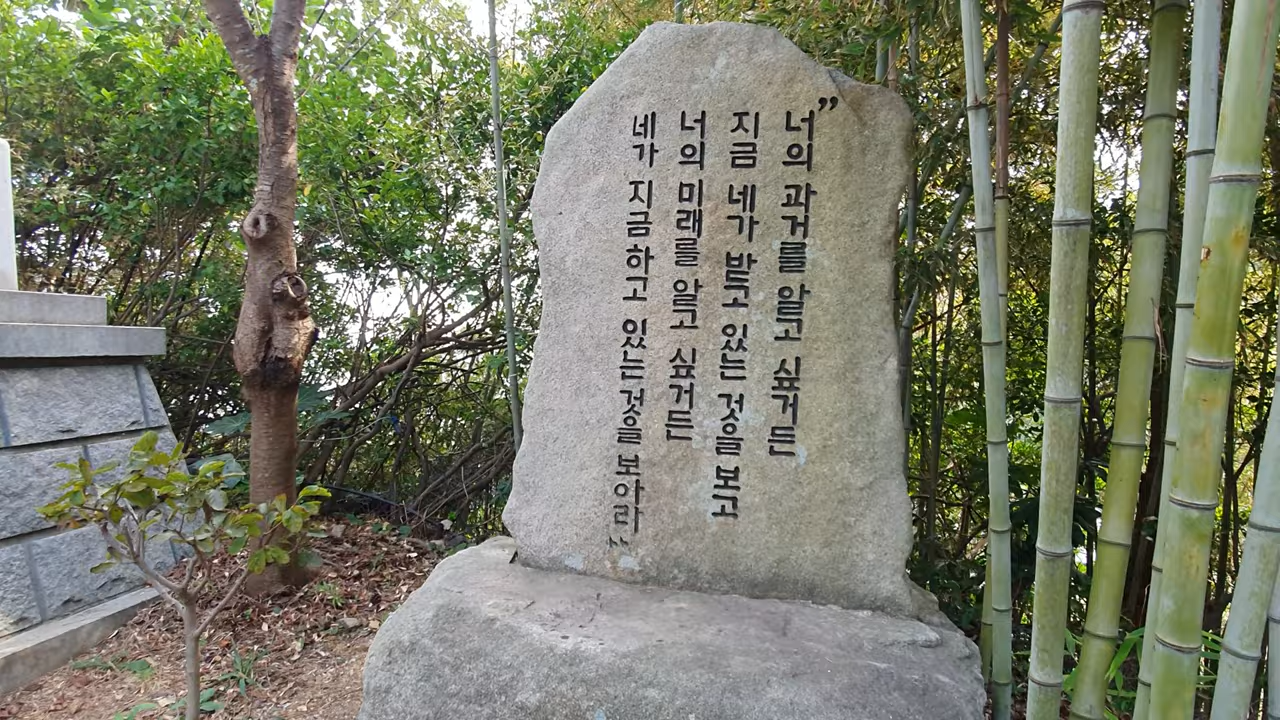 ”너의 과거를 알고 싶거든
지금 네가 받고 있는 것을 보고
너의 미래를 알고 싶거든
네가 지금 하고 있는 것을 보아라“